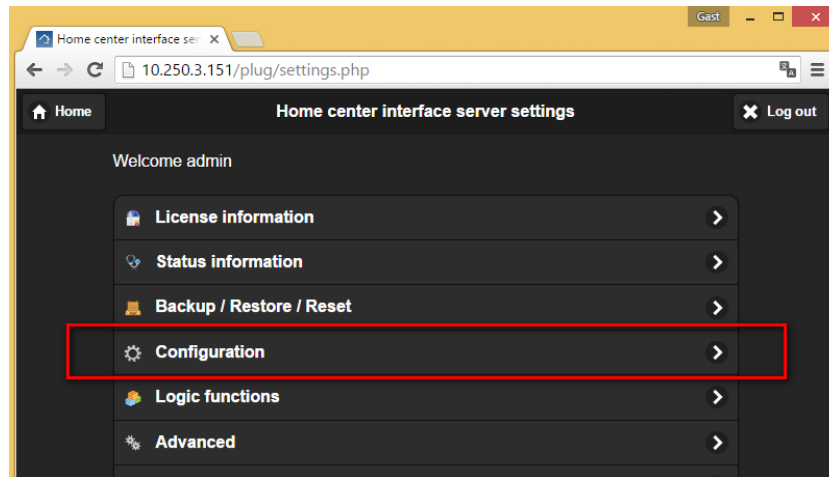 Gast
Home center interface ser
10.250.3.151/plug/settings.php
Home
Home center interface server settings
Log out
Welcome admin
License information
Status information
Backup / Restore / Reset
Configuration
Logic functions
Advanced